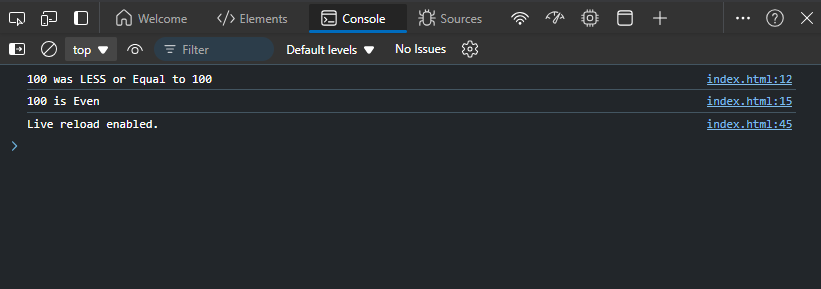 Welcome Elements Console Sources
top Filter Default levels No Issues
100 was LESS or Equal to 100 index.html:12
100 is Even index.html:15
Live reload enabled. index.html:45